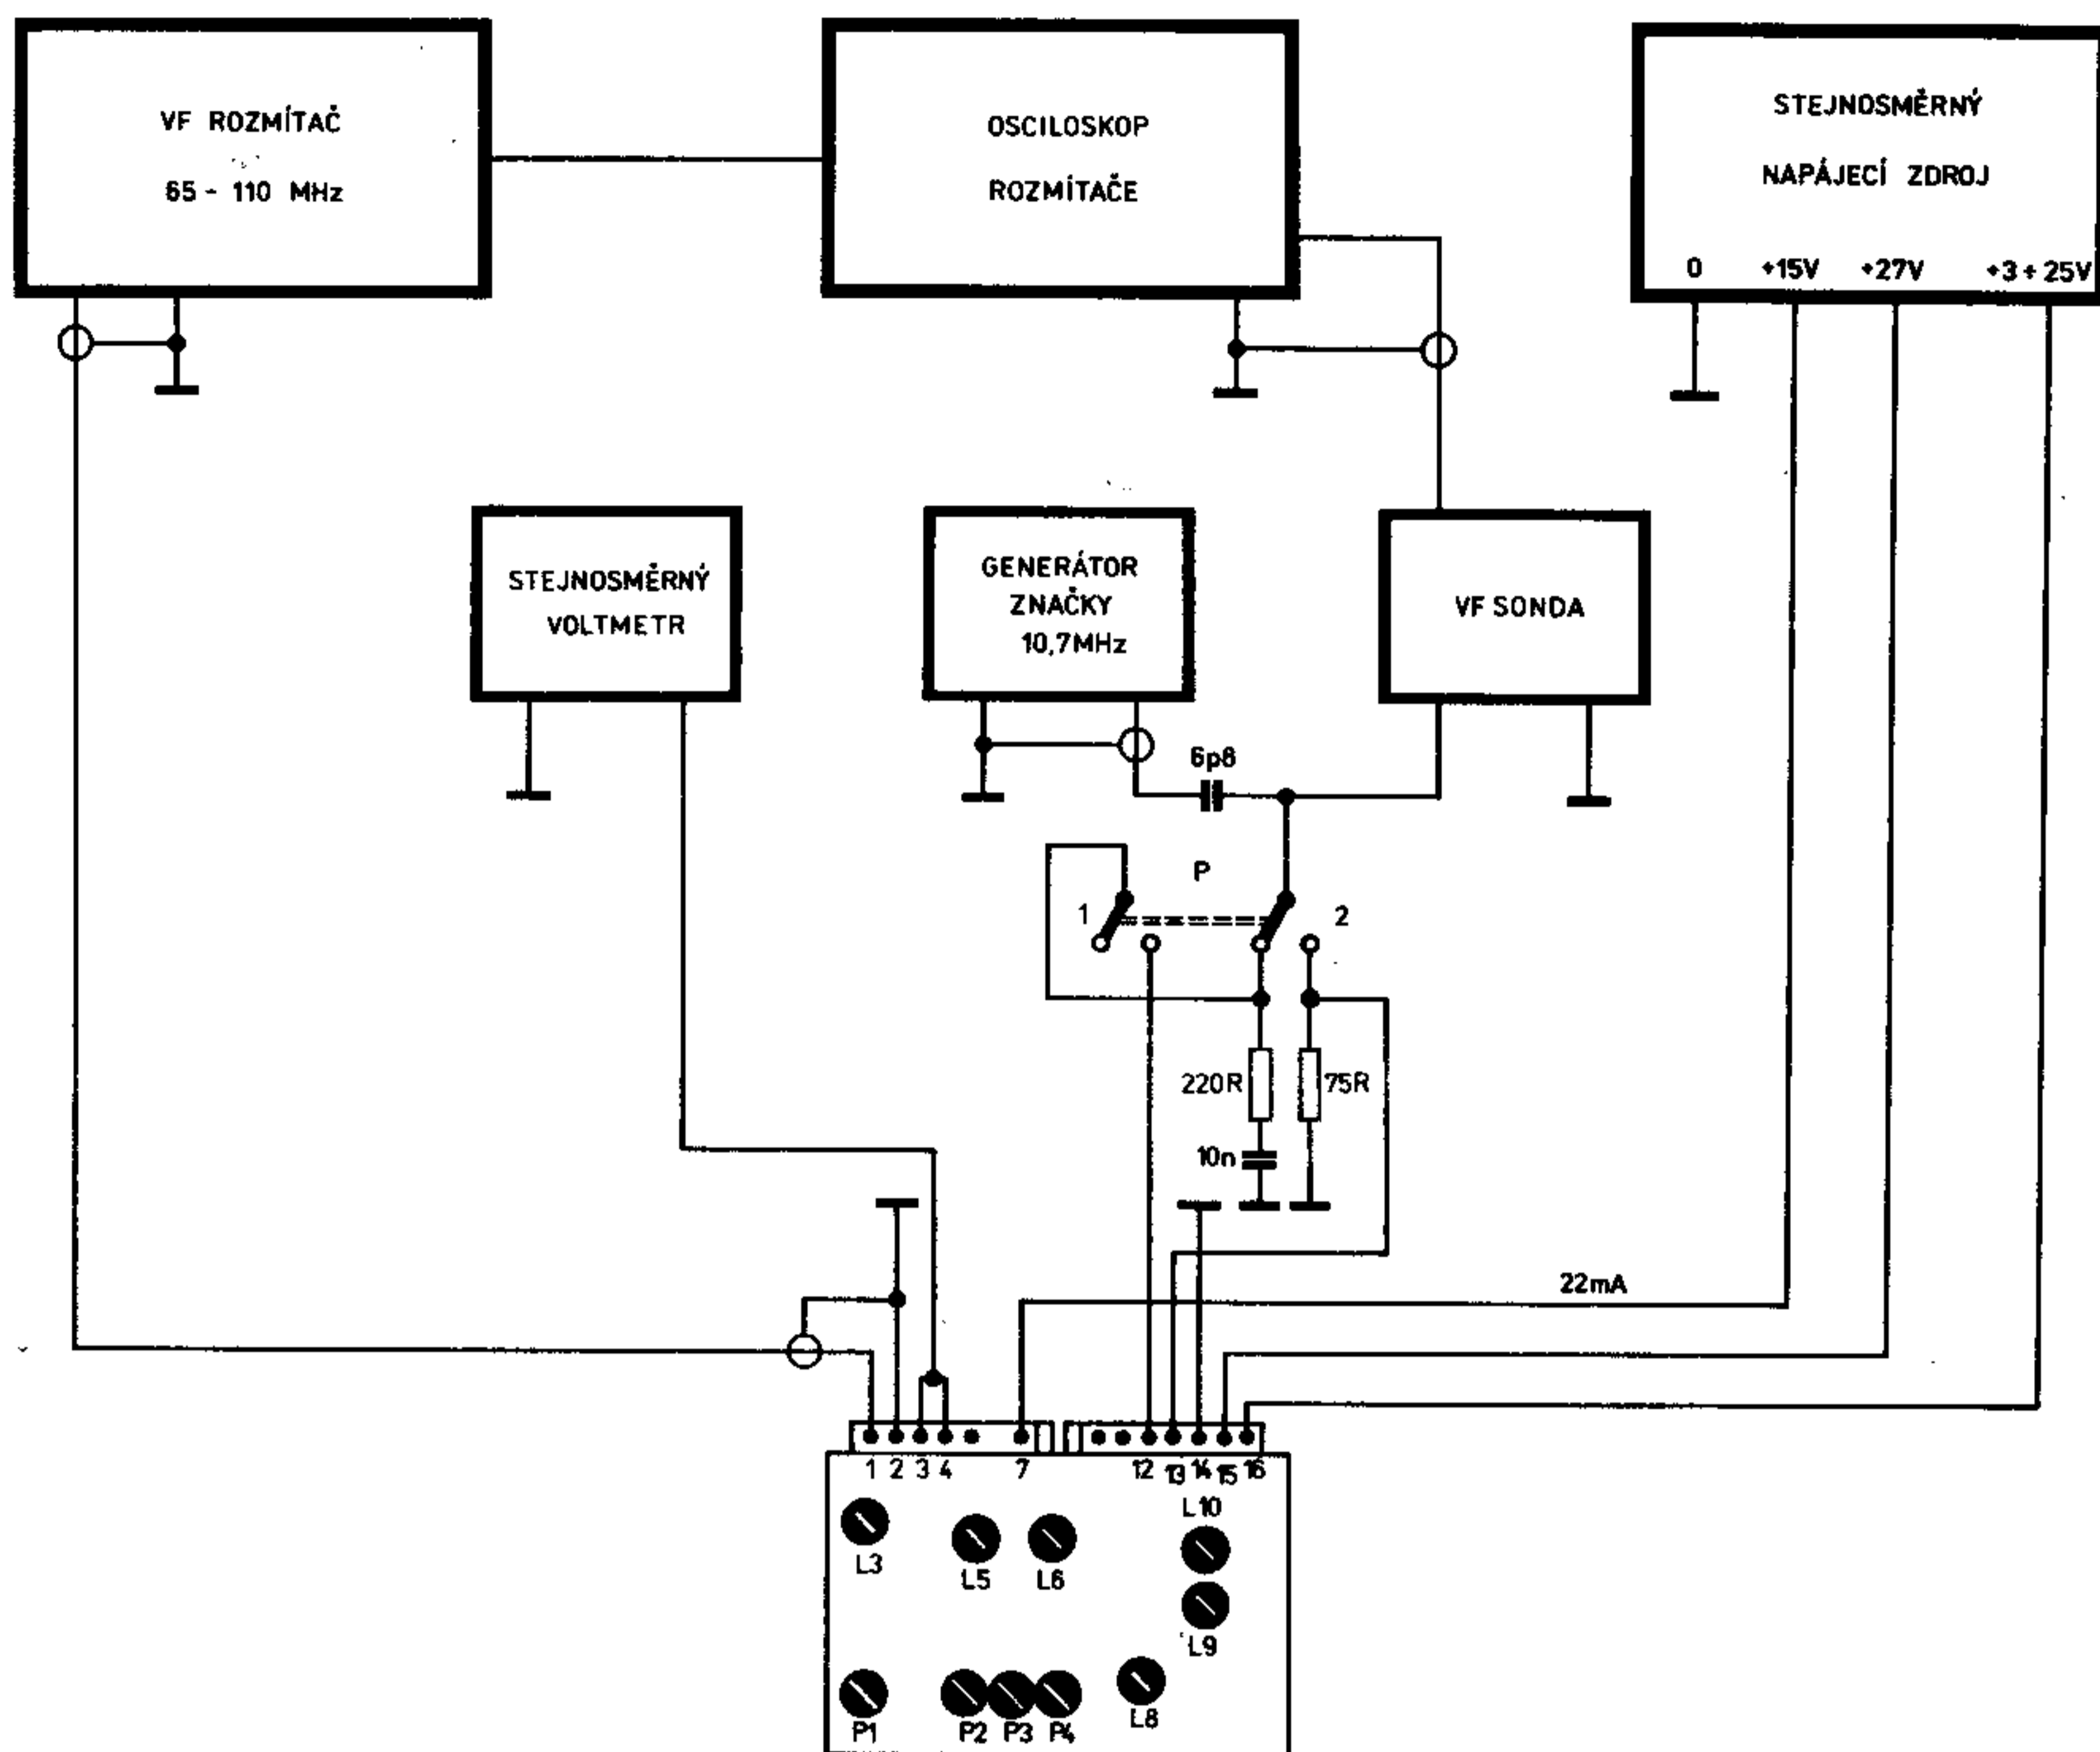 VF ROZMÍTAČ
65 - 110 MHz
OSCILOSKOP
ROZMÍTAČE
STEJNOSMĚRNÝ
NAPÁJECÍ ZDROJ
0 +15V +27V +3 ÷ 25V
STEJNOSMĚRNÝ
VOLTMETR
GENERÁTOR
ZNAČKY
10,7MHz
VF SONDA
6p8
P
1
2
220R
75R
10n
22mA
1 2 3 4 7 12 13 14 15 16
L10
L3
L5
L6
L9
L8
P1
P2
P3
P4